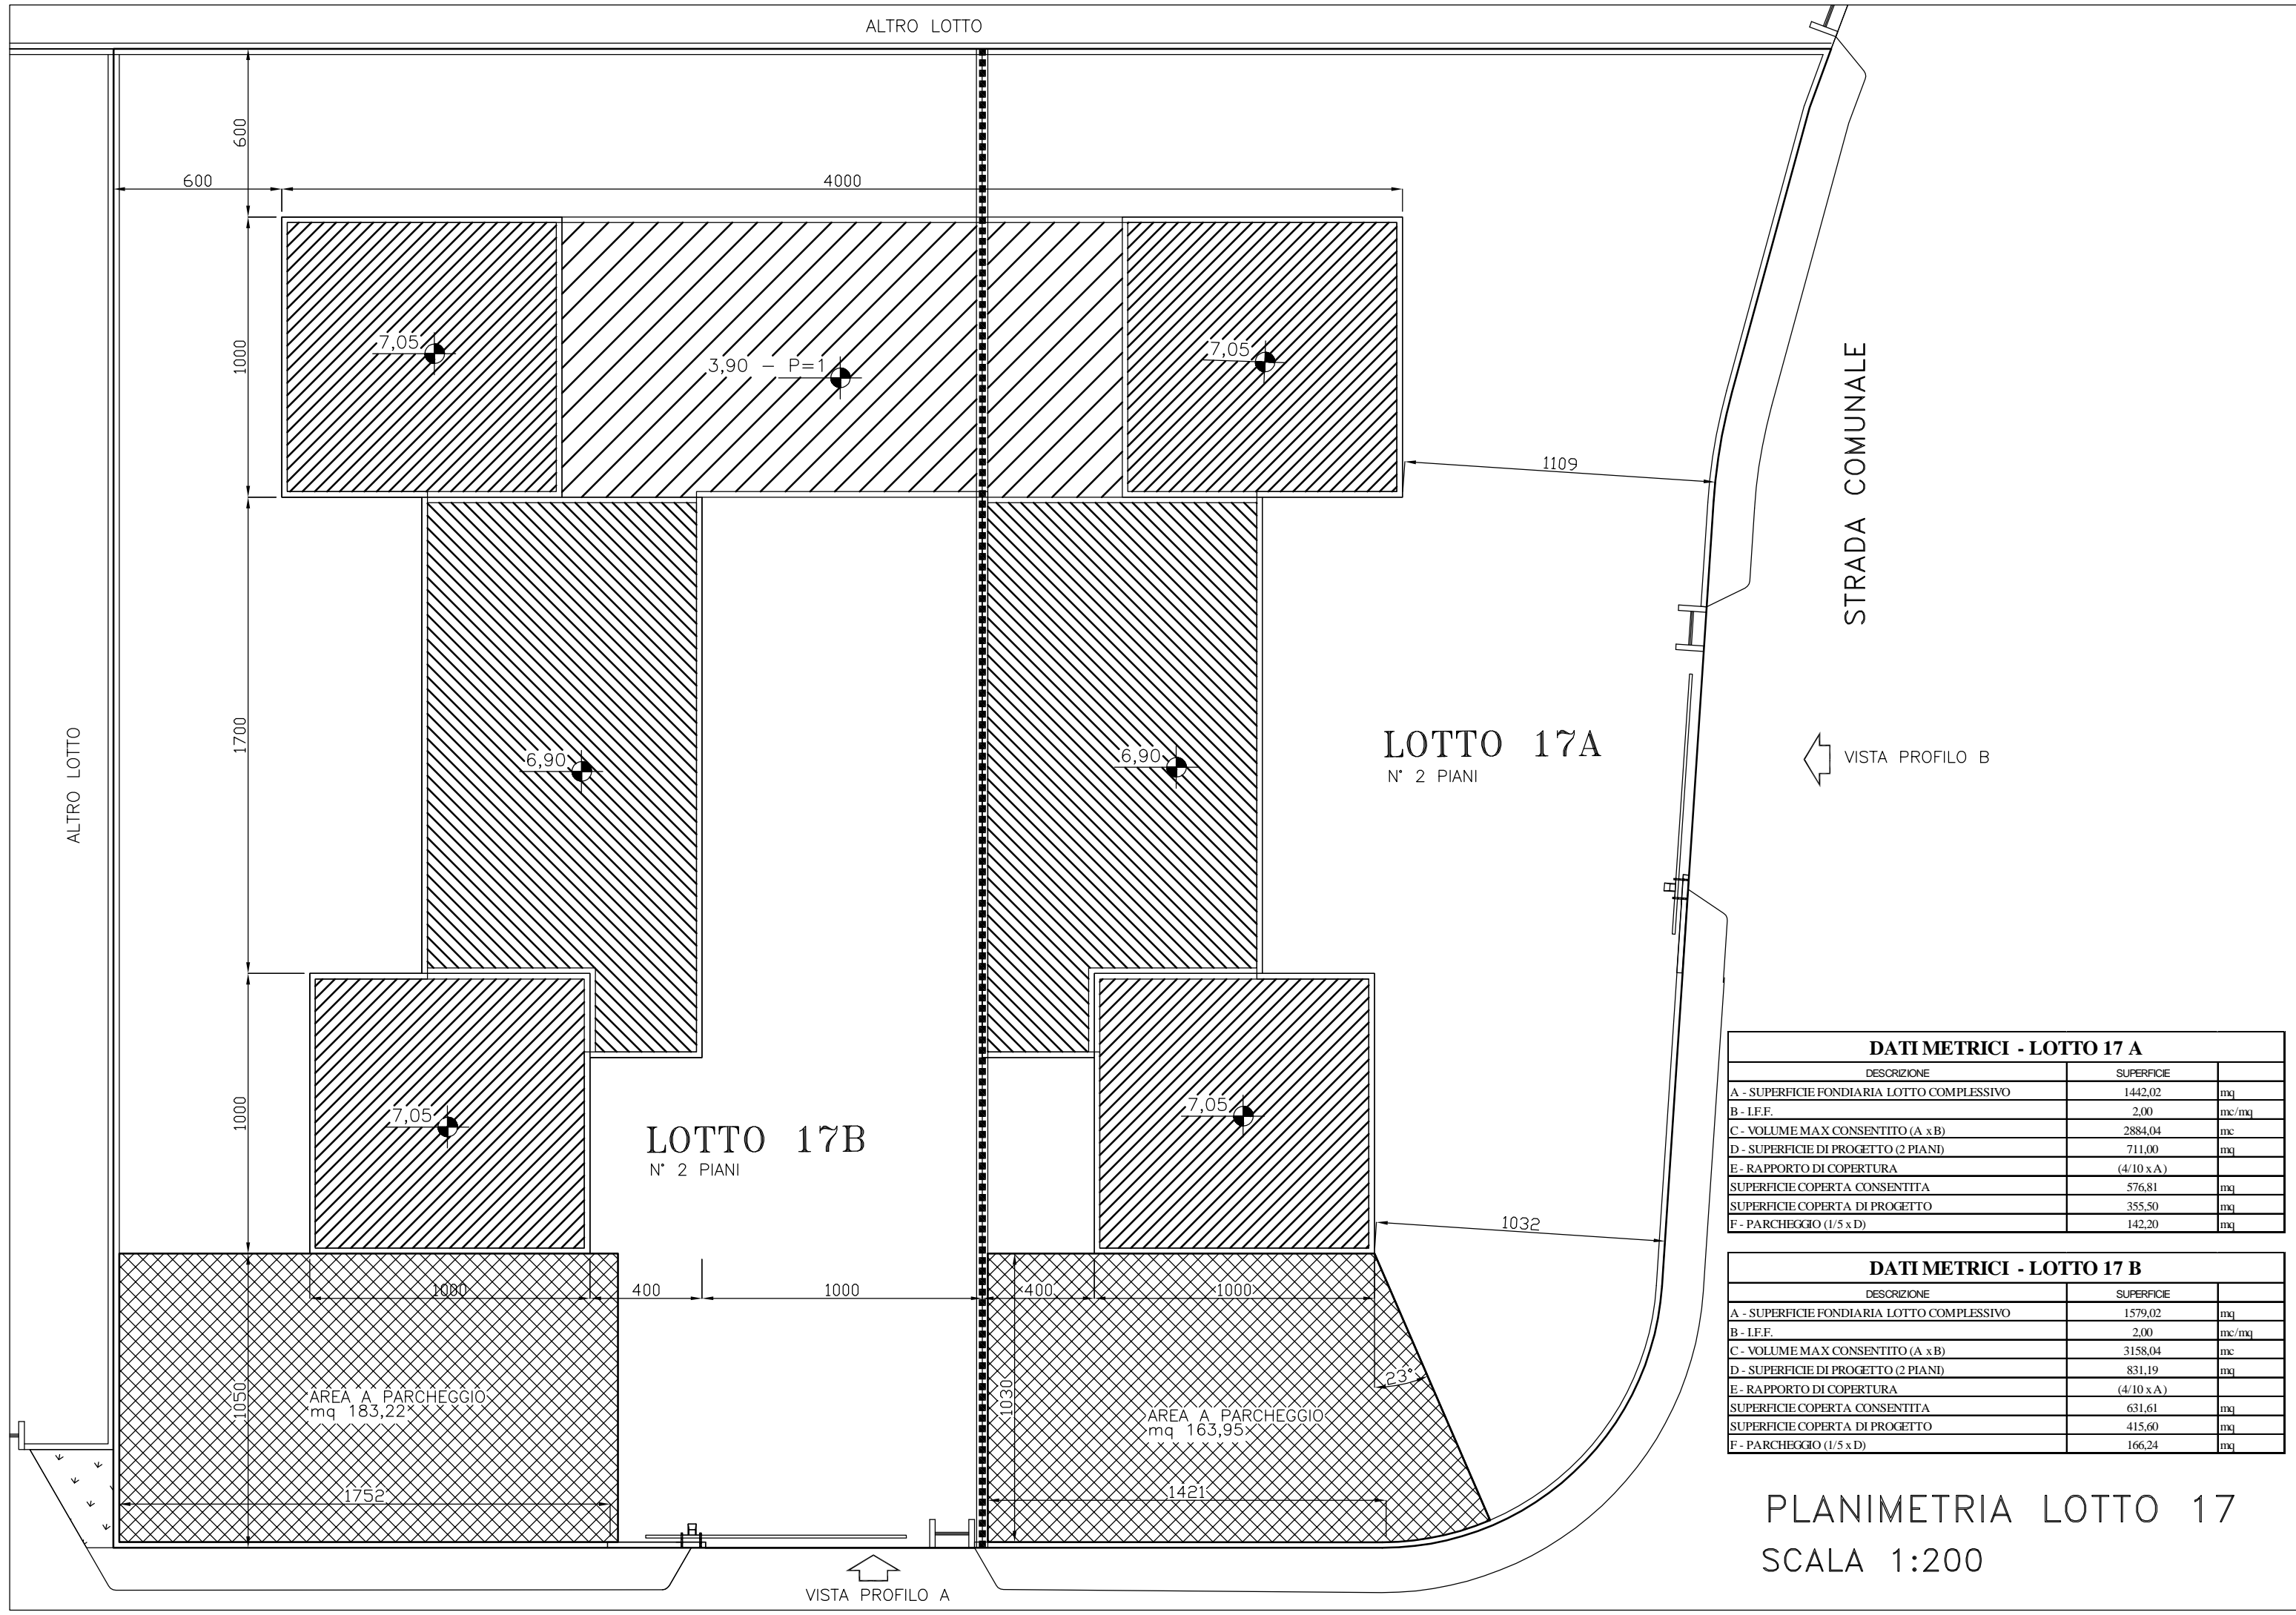 ALTRO LOTTO
600
600
4000
1000
7,05
3,90 - P=1
7,05
1109
STRADA COMUNALE
ALTRO LOTTO
1700
6,90
6,90
LOTTO 17A
N° 2 PIANI
VISTA PROFILO B
1000
7,05
LOTTO 17B
N° 2 PIANI
7,05
1032
1000
400
1000
400
1000
1050
AREA A PARCHEGGIO
mq 183,22
1752
1030
AREA A PARCHEGGIO
mq 163,95
23°
1421
VISTA PROFILO A
DATI METRICI - LOTTO 17 A
DESCRIZIONE SUPERFICIE
A - SUPERFICIE FONDIARIA LOTTO COMPLESSIVO 1442,02 mq
B - I.F.F. 2,00 mc/mq
C - VOLUME MAX CONSENTITO (A x B) 2884,04 mc
D - SUPERFICIE DI PROGETTO (2 PIANI) 711,00 mq
E - RAPPORTO DI COPERTURA (4/10 x A)
SUPERFICIE COPERTA CONSENTITA 576,81 mq
SUPERFICIE COPERTA DI PROGETTO 355,50 mq
F - PARCHEGGIO (1/5 x D) 142,20 mq
DATI METRICI - LOTTO 17 B
DESCRIZIONE SUPERFICIE
A - SUPERFICIE FONDIARIA LOTTO COMPLESSIVO 1579,02 mq
B - I.F.F. 2,00 mc/mq
C - VOLUME MAX CONSENTITO (A x B) 3158,04 mc
D - SUPERFICIE DI PROGETTO (2 PIANI) 831,19 mq
E - RAPPORTO DI COPERTURA (4/10 x A)
SUPERFICIE COPERTA CONSENTITA 631,61 mq
SUPERFICIE COPERTA DI PROGETTO 415,60 mq
F - PARCHEGGIO (1/5 x D) 166,24 mq
PLANIMETRIA LOTTO 17
SCALA 1:200